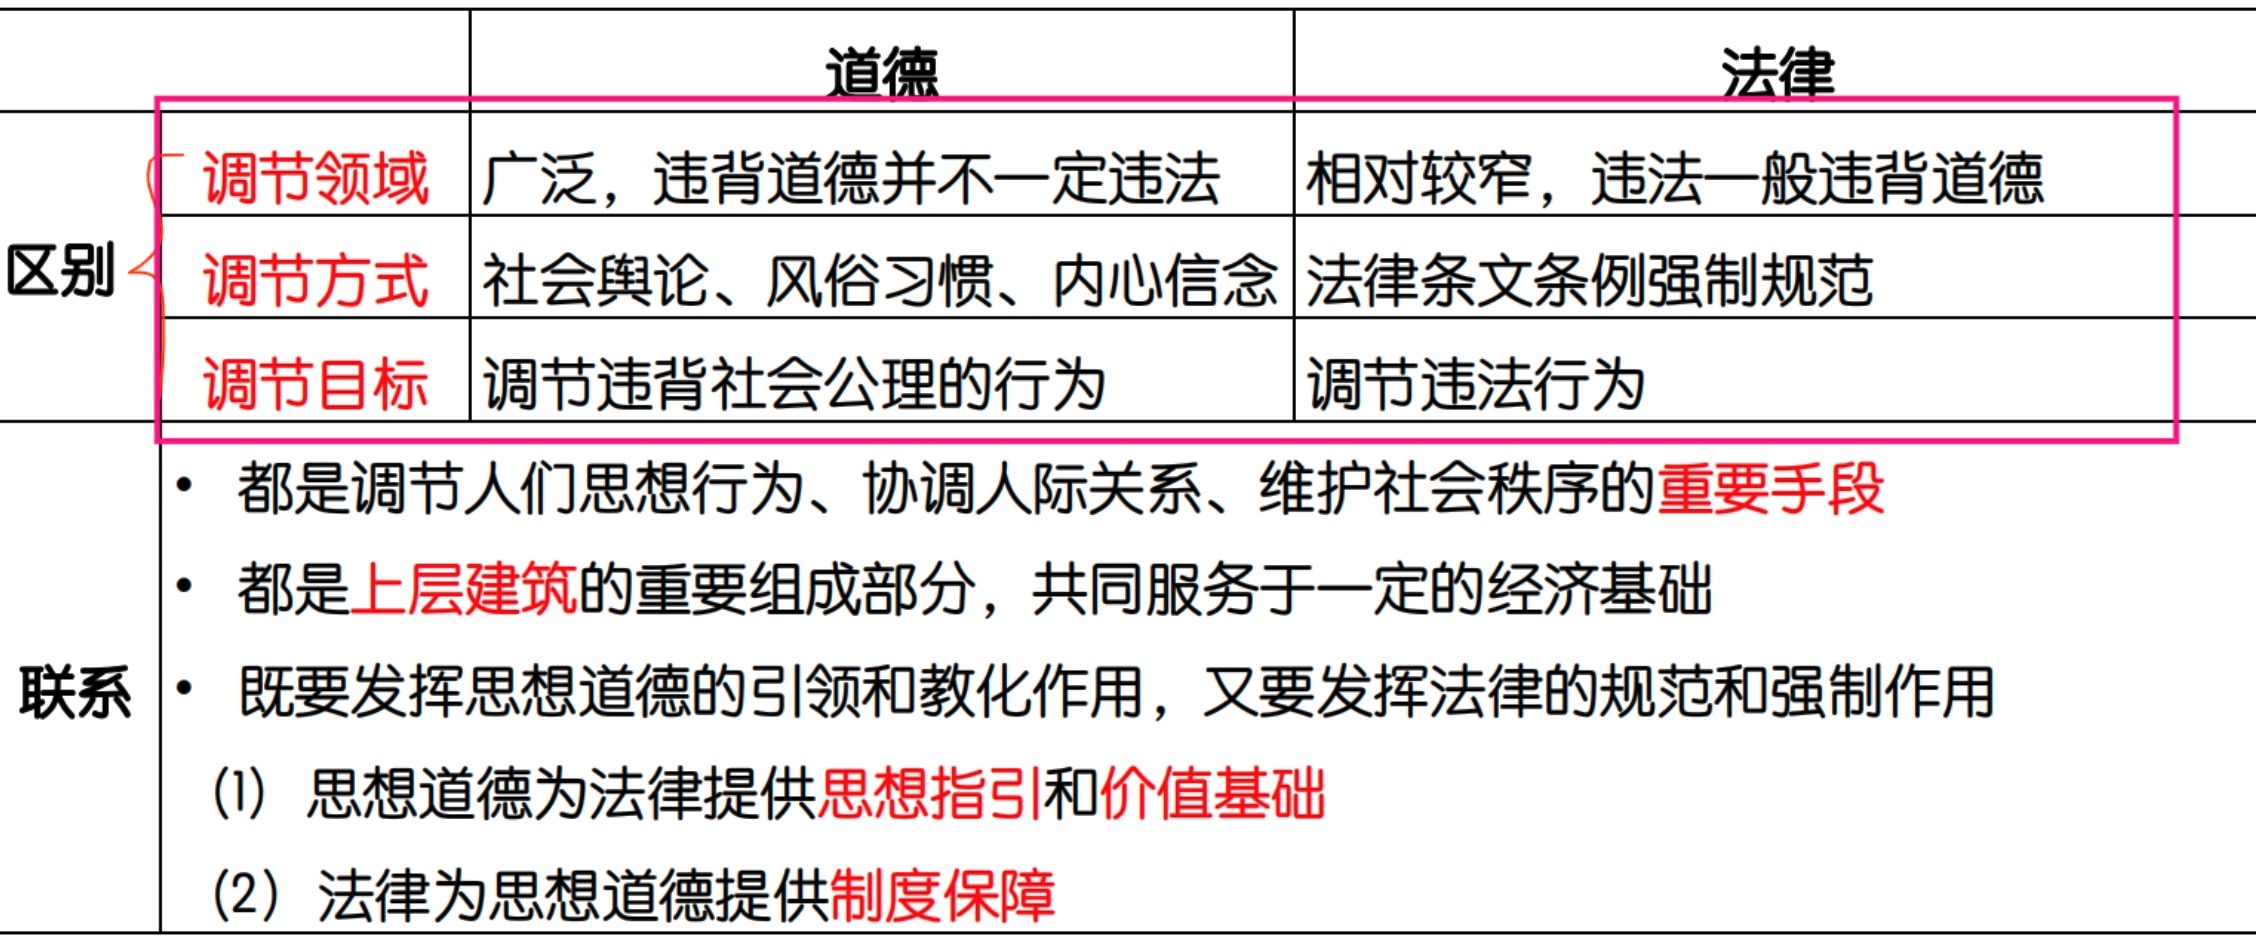 道德 法律
调节领域 广泛，违背道德并不一定违法 相对较窄，违法一般违背道德
区别 调节方式 社会舆论、风俗习惯、内心信念 法律条文条例强制规范
调节目标 调节违背社会公理的行为 调节违法行为
• 都是调节人们思想行为、协调人际关系、维护社会秩序的重要手段
• 都是上层建筑的重要组成部分，共同服务于一定的经济基础
联系 • 既要发挥思想道德的引领和教化作用，又要发挥法律的规范和强制作用
（1）思想道德为法律提供思想指引和价值基础
（2）法律为思想道德提供制度保障